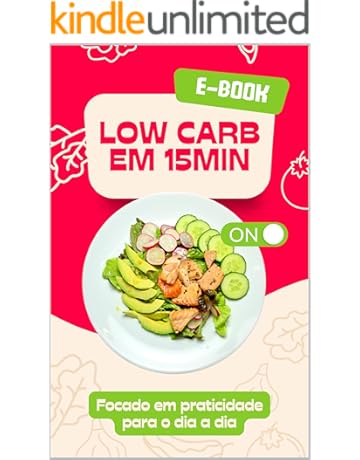 kindleunlimited
E-BOOK
LOW CARB
EM 15MIN
ON
Focado em praticidade
para o dia a dia